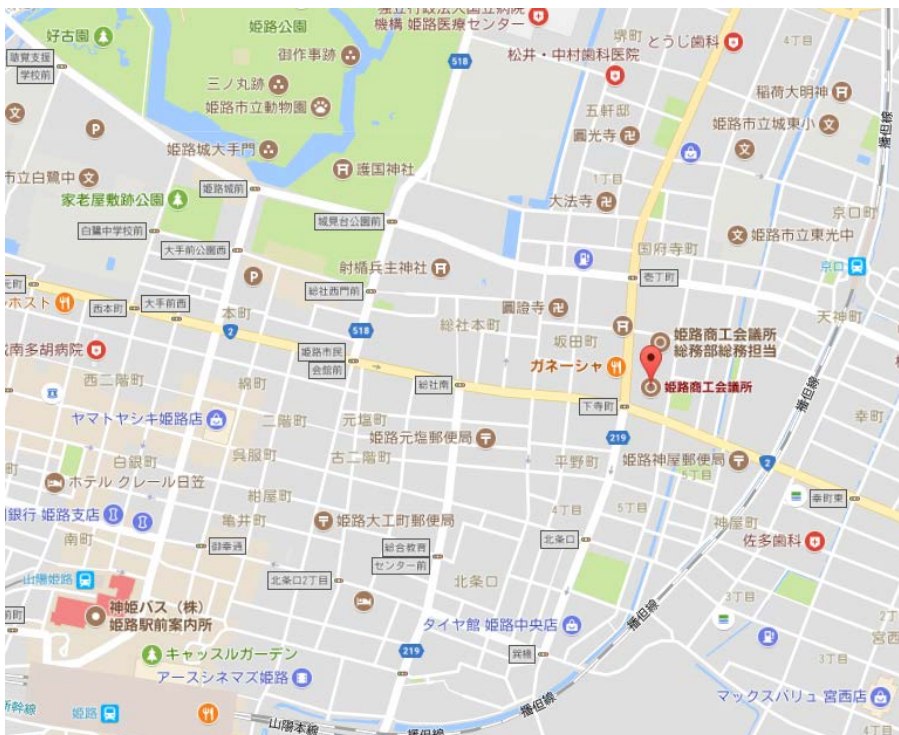 好古園
姫路公園
独立行政法人国立病院
機構 姫路医療センター
堺町
とうじ歯科
4丁目
聴覚支援
学校前
御作事跡
518
松井・中村歯科医院
三ノ丸跡
稲荷大明神
姫路市立動物園
五軒邸
姫路市立城東小
圓光寺
播但線
P
姫路城大手門
護国神社
1丁目
市立白鷺中
姫路城前
家老屋敷跡公園
大法寺
京口町
城見台公園前
国府寺町
姫路市立東光中
白鷺中学校前
大手前公園西
射楯兵主神社
京口
壱丁町
元町
P
総社西門前
ホスト
西本町
大手前西
本町
圓證寺
天神町
2
518
総社本町
坂田町
姫路商工会議所
総務部総務担当
南多胡病院
姫路市民
会館前
ガネーシャ
西二階町
綿町
総社南
姫路商工会議所
播但線
下寺町
幸町
ヤマトヤシキ姫路店
二階町
元塩町
姫路元塩郵便局
219
白銀町
呉服町
古二階町
平野町
姫路神屋郵便局
2
5丁目
ホテル クレール日笠
紺屋町
幸町東
銀行 姫路支店
亀井町
姫路大工町郵便局
4丁目
5丁目
神屋町
南町
御幸通
総合教育
センター前
北条口
佐多歯科
山陽姫路
北条口2丁目
北条口
3丁目
前町
神姫バス（株）
姫路駅前案内所
タイヤ館 姫路中央店
播但線
2丁目
キャッスルガーデン
219
巽橋
宮西
3丁目
アースシネマズ姫路
マックスバリュ 宮西店
新幹線
姫路
山陽本線
播但線
4丁目